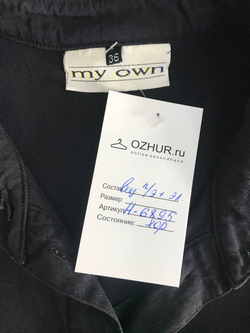 36
my own
OZHUR.ru
online secondhand
Состав:
Размер:
Артикул: Н-6895
Состояние: хор